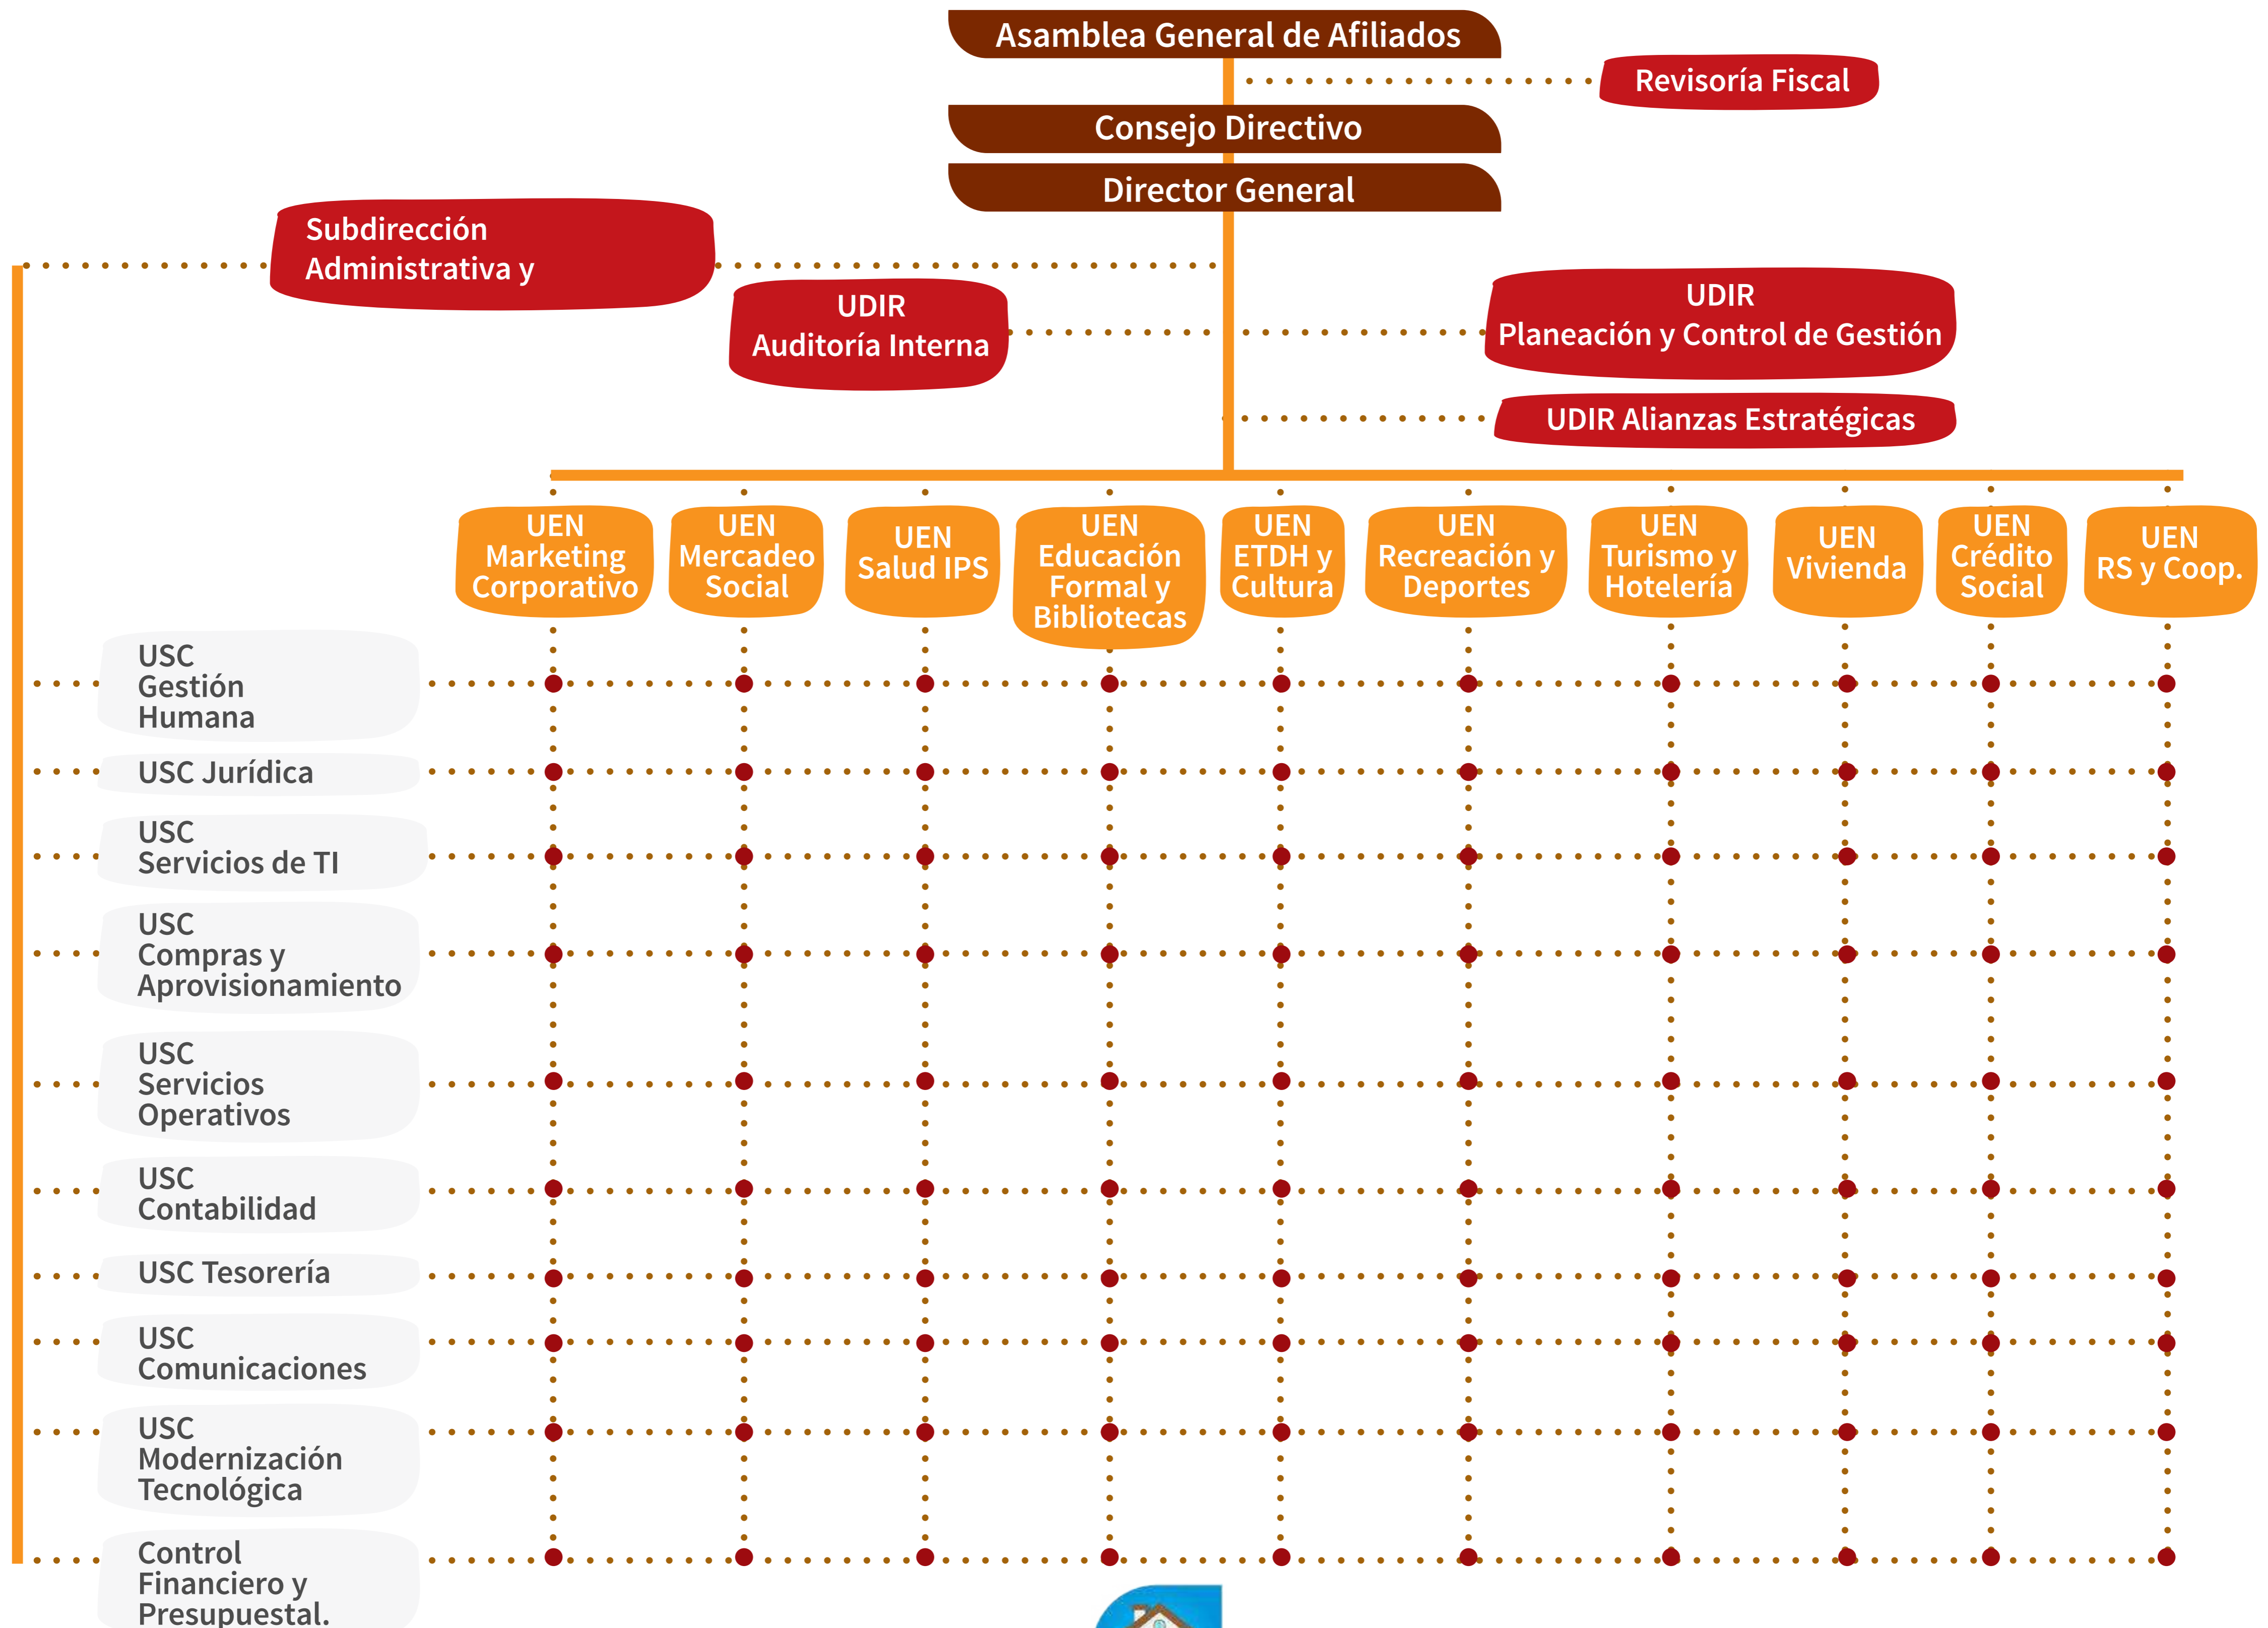 Asamblea General de Afiliados
Revisoría Fiscal
Consejo Directivo
Director General
Subdirección
Administrativa y
UDIR
Auditoría Interna
UDIR
Planeación y Control de Gestión
UDIR Alianzas Estratégicas
UEN
Marketing
Corporativo
UEN
Mercadeo
Social
UEN
Salud IPS
UEN
Educación
Formal y
Bibliotecas
UEN
ETDH y
Cultura
UEN
Recreación y
Deportes
UEN
Turismo y
Hotelería
UEN
Vivienda
UEN
Crédito
Social
UEN
RS y Coop.
USC
Gestión
Humana
USC Jurídica
USC
Servicios de TI
USC
Compras y
Aprovisionamiento
USC
Servicios
Operativos
USC
Contabilidad
USC Tesorería
USC
Comunicaciones
USC
Modernización
Tecnológica
Control
Financiero y
Presupuestal.